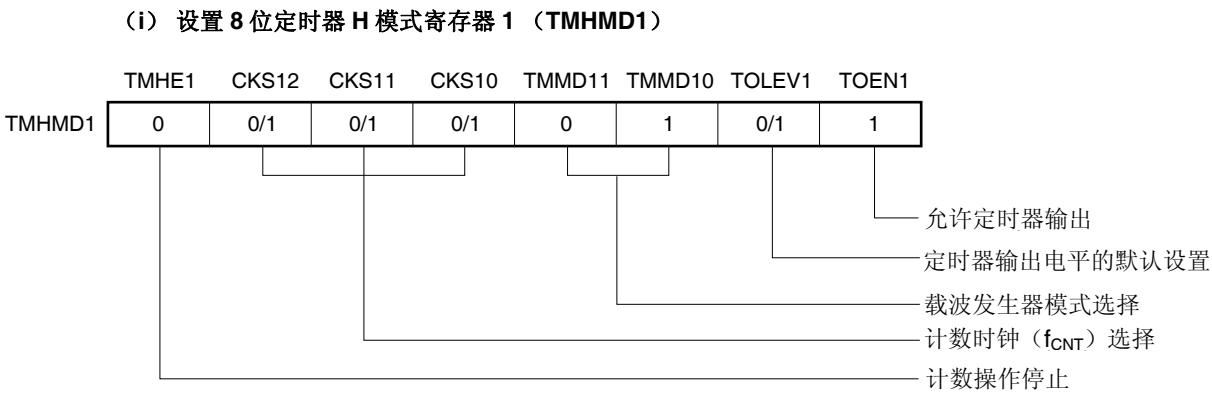 （i） 设置 8 位定时器 H 模式寄存器 1 （TMHMD1）
TMHE1 CKS12 CKS11 CKS10 TMMD11 TMMD10 TOLEV1 TOEN1
TMHMD1 0 0/1 0/1 0/1 0 1 0/1 1
允许定时器输出
定时器输出电平的默认设置
载波发生器模式选择
计数时钟（fCNT）选择
计数操作停止